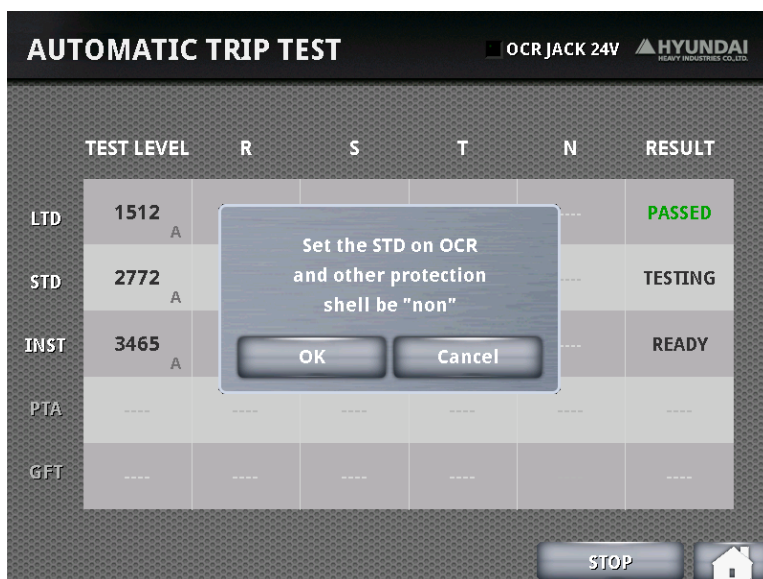 AUTOMATIC TRIP TEST OCR JACK 24V HYUNDAI
HEAVY INDUSTRIES CO.,LTD.
TEST LEVEL R S T N RESULT
LTD 1512 A ---- PASSED
STD 2772 A ---- TESTING
INST 3465 A ---- READY
PTA ---- ---- ---- ---- ---- ----
GFT ---- ---- ---- ---- ----
Set the STD on OCR
and other protection
shell be "non"
OK Cancel
STOP